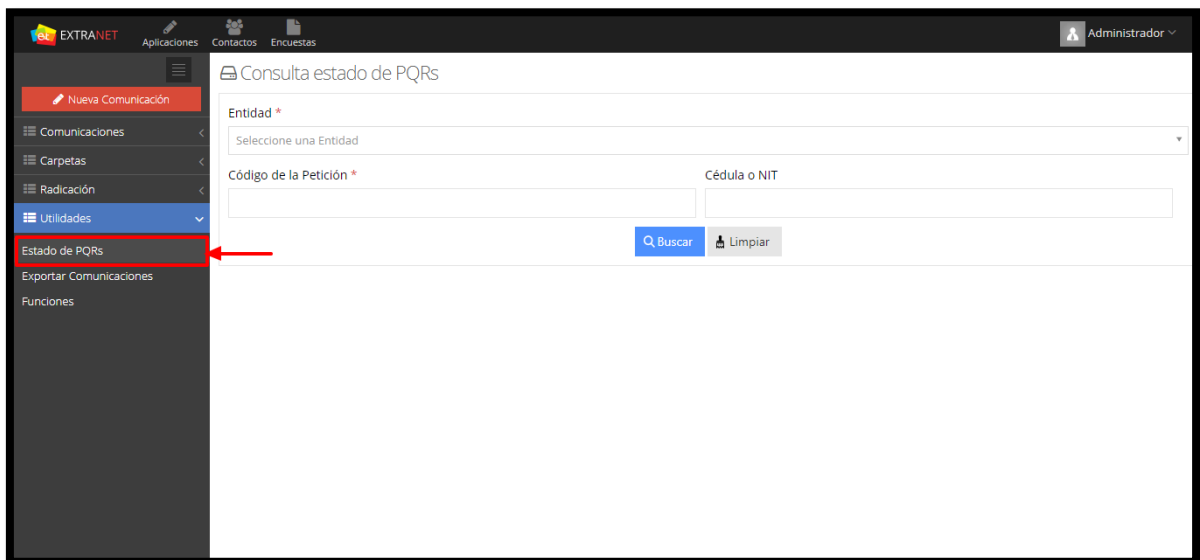 et EXTRANET
Aplicaciones Contactos Encuestas
Administrador
Nueva Comunicación
Comunicaciones
Carpetas
Radicación
Utilidades
Estado de PQRs
Exportar Comunicaciones
Funciones
Consulta estado de PQRs
Entidad *
Seleccione una Entidad
Código de la Petición * Cédula o NIT
Buscar Limpiar